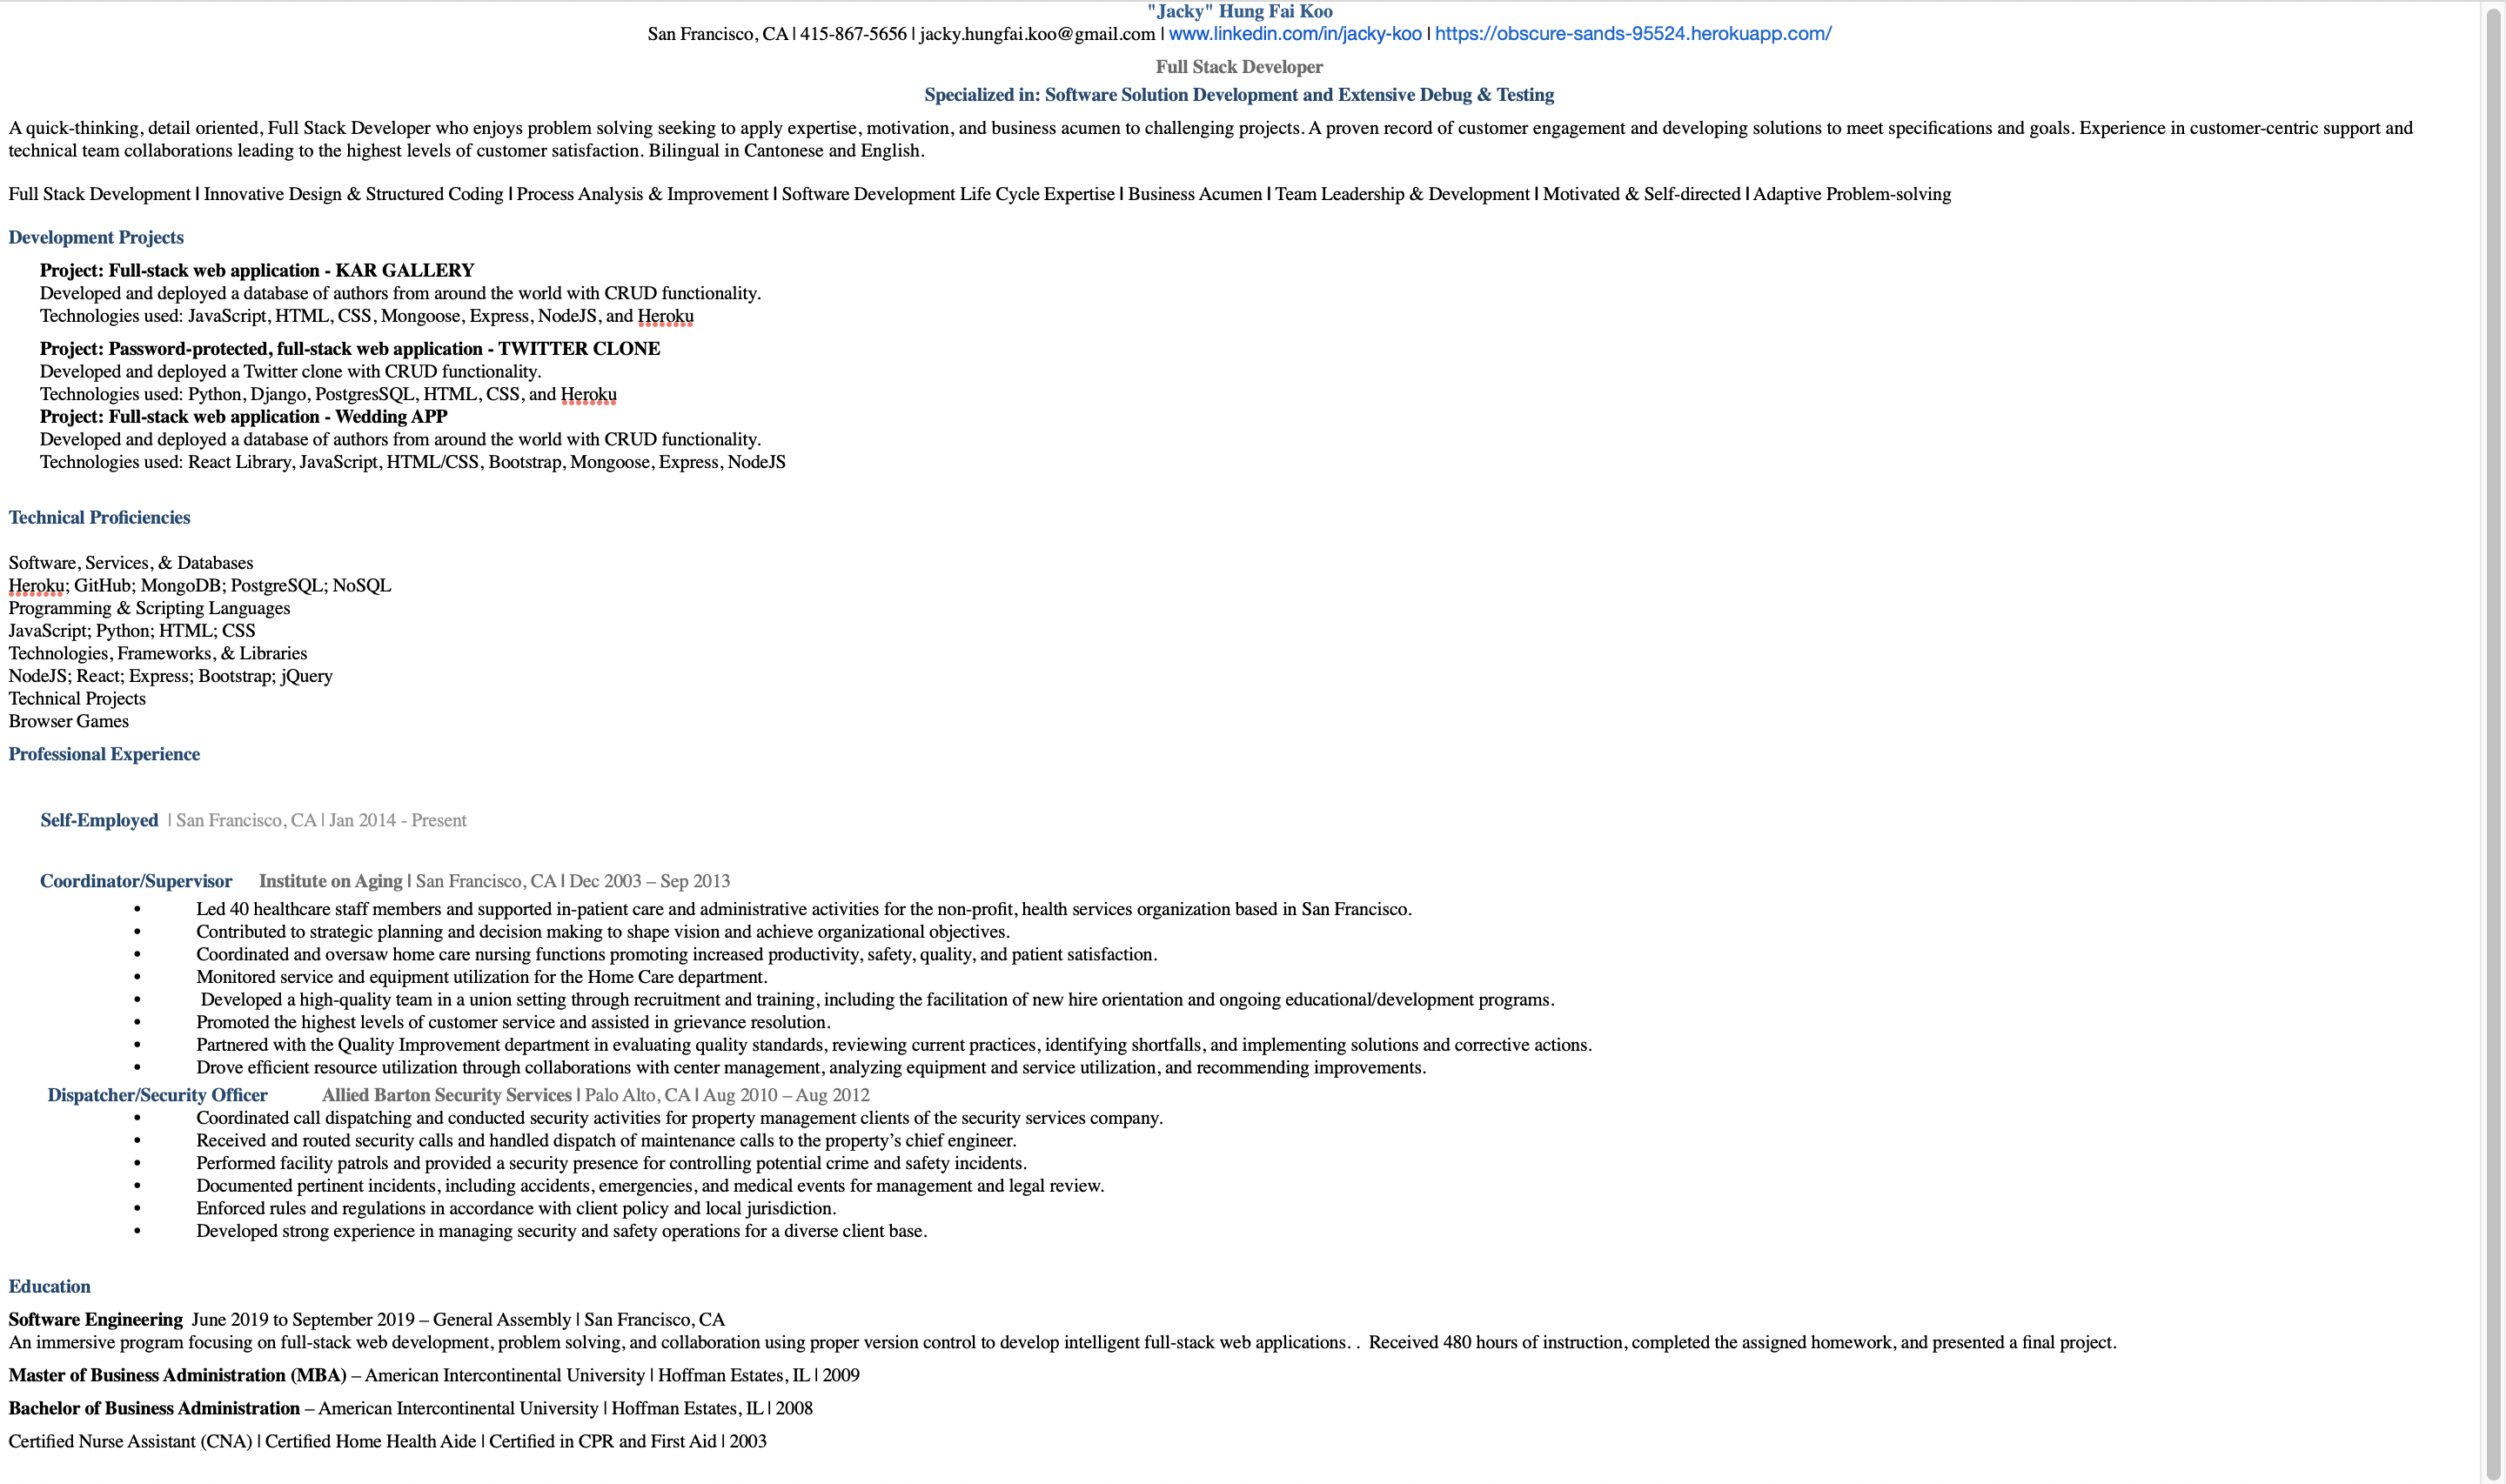 "Jacky" Hung Fai Koo
San Francisco, CA | 415-867-5656 | jacky.hungfai.koo@gmail.com | www.linkedin.com/in/jacky-koo | https://obscure-sands-95524.herokuapp.com/
Full Stack Developer
Specialized in: Software Solution Development and Extensive Debug & Testing
A quick-thinking, detail oriented, Full Stack Developer who enjoys problem solving seeking to apply expertise, motivation, and business acumen to challenging projects. A proven record of customer engagement and developing solutions to meet specifications and goals. Experience in customer-centric support and
technical team collaborations leading to the highest levels of customer satisfaction. Bilingual in Cantonese and English.
Full Stack Development | Innovative Design & Structured Coding | Process Analysis & Improvement | Software Development Life Cycle Expertise | Business Acumen | Team Leadership & Development | Motivated & Self-directed | Adaptive Problem-solving
Development Projects
Project: Full-stack web application - KAR GALLERY
Developed and deployed a database of authors from around the world with CRUD functionality.
Technologies used: JavaScript, HTML, CSS, Mongoose, Express, NodeJS, and Heroku
Project: Password-protected, full-stack web application - TWITTER CLONE
Developed and deployed a Twitter clone with CRUD functionality.
Technologies used: Python, Django, PostgresSQL, HTML, CSS, and Heroku
Project: Full-stack web application - Wedding APP
Developed and deployed a database of authors from around the world with CRUD functionality.
Technologies used: React Library, JavaScript, HTML/CSS, Bootstrap, Mongoose, Express, NodeJS
Technical Proficiencies
Software, Services, & Databases
Heroku; GitHub; MongoDB; PostgreSQL; NoSQL
Programming & Scripting Languages
JavaScript; Python; HTML; CSS
Technologies, Frameworks, & Libraries
NodeJS; React; Express; Bootstrap; jQuery
Technical Projects
Browser Games
Professional Experience
Self-Employed | San Francisco, CA | Jan 2014 - Present
Coordinator/Supervisor Institute on Aging | San Francisco, CA | Dec 2003 – Sep 2013
• Led 40 healthcare staff members and supported in-patient care and administrative activities for the non-profit, health services organization based in San Francisco.
• Contributed to strategic planning and decision making to shape vision and achieve organizational objectives.
• Coordinated and oversaw home care nursing functions promoting increased productivity, safety, quality, and patient satisfaction.
• Monitored service and equipment utilization for the Home Care department.
• Developed a high-quality team in a union setting through recruitment and training, including the facilitation of new hire orientation and ongoing educational/development programs.
• Promoted the highest levels of customer service and assisted in grievance resolution.
• Partnered with the Quality Improvement department in evaluating quality standards, reviewing current practices, identifying shortfalls, and implementing solutions and corrective actions.
• Drove efficient resource utilization through collaborations with center management, analyzing equipment and service utilization, and recommending improvements.
Dispatcher/Security Officer Allied Barton Security Services | Palo Alto, CA | Aug 2010 – Aug 2012
• Coordinated call dispatching and conducted security activities for property management clients of the security services company.
• Received and routed security calls and handled dispatch of maintenance calls to the property’s chief engineer.
• Performed facility patrols and provided a security presence for controlling potential crime and safety incidents.
• Documented pertinent incidents, including accidents, emergencies, and medical events for management and legal review.
• Enforced rules and regulations in accordance with client policy and local jurisdiction.
• Developed strong experience in managing security and safety operations for a diverse client base.
Education
Software Engineering June 2019 to September 2019 – General Assembly | San Francisco, CA
An immersive program focusing on full-stack web development, problem solving, and collaboration using proper version control to develop intelligent full-stack web applications. . Received 480 hours of instruction, completed the assigned homework, and presented a final project.
Master of Business Administration (MBA) – American Intercontinental University | Hoffman Estates, IL | 2009
Bachelor of Business Administration – American Intercontinental University | Hoffman Estates, IL | 2008
Certified Nurse Assistant (CNA) | Certified Home Health Aide | Certified in CPR and First Aid | 2003